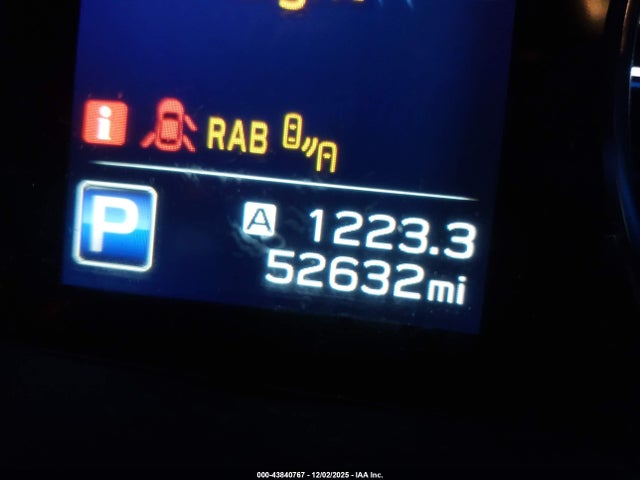 i RAB
P A 1223.3
52632mi
000-43840767 - 12/02/2025 - IAA Inc.